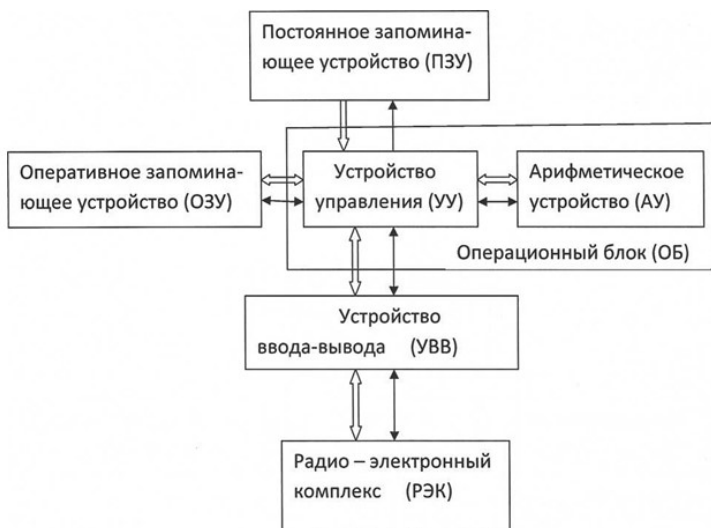 Постоянное запомина-
ющее устройство (ПЗУ)
Оперативное запомина-
ющее устройство (ОЗУ)
Устройство
управления (УУ)
Арифметическое
устройство (АУ)
Операционный блок (ОБ)
Устройство
ввода-вывода (УВВ)
Радио – электронный
комплекс (РЭК)